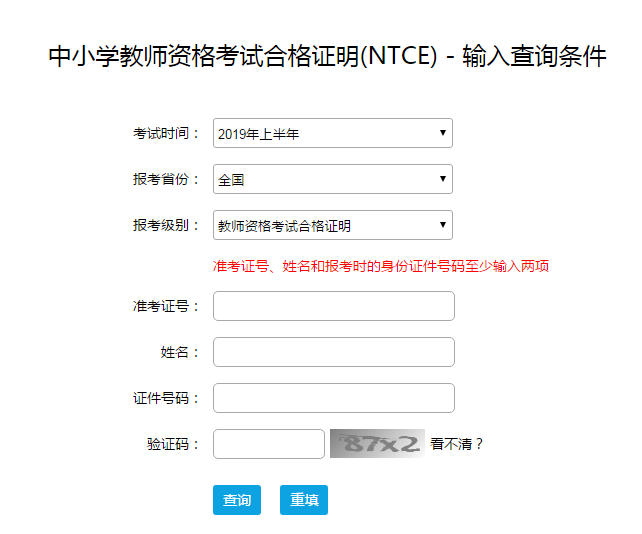 中小学教师资格考试合格证明(NTCE) - 输入查询条件
考试时间： 2019年上半年
报考省份： 全国
报考级别： 教师资格考试合格证明
准考证号、姓名和报考时的身份证件号码至少输入两项
准考证号：
姓名：
证件号码：
验证码： 87x2 看不清？
查询 重填